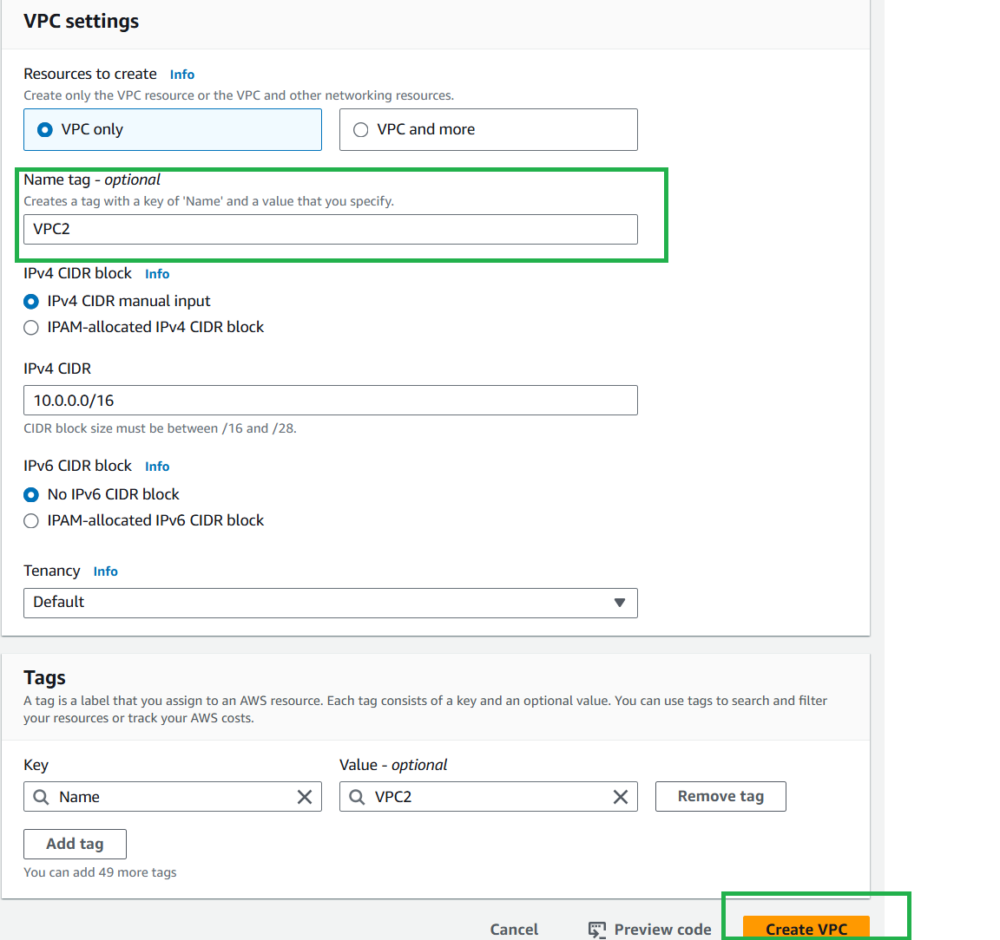 VPC settings
Resources to create Info
Create only the VPC resource or the VPC and other networking resources.
VPC only
VPC and more
Name tag - optional
Creates a tag with a key of 'Name' and a value that you specify.
VPC2
IPv4 CIDR block Info
IPv4 CIDR manual input
IPAM-allocated IPv4 CIDR block
IPv4 CIDR
10.0.0.0/16
CIDR block size must be between /16 and /28.
IPv6 CIDR block Info
No IPv6 CIDR block
IPAM-allocated IPv6 CIDR block
Tenancy Info
Default
Tags
A tag is a label that you assign to an AWS resource. Each tag consists of a key and an optional value. You can use tags to search and filter
your resources or track your AWS costs.
Key
Value - optional
Name
VPC2
Remove tag
Add tag
You can add 49 more tags
Cancel
Preview code
Create VPC